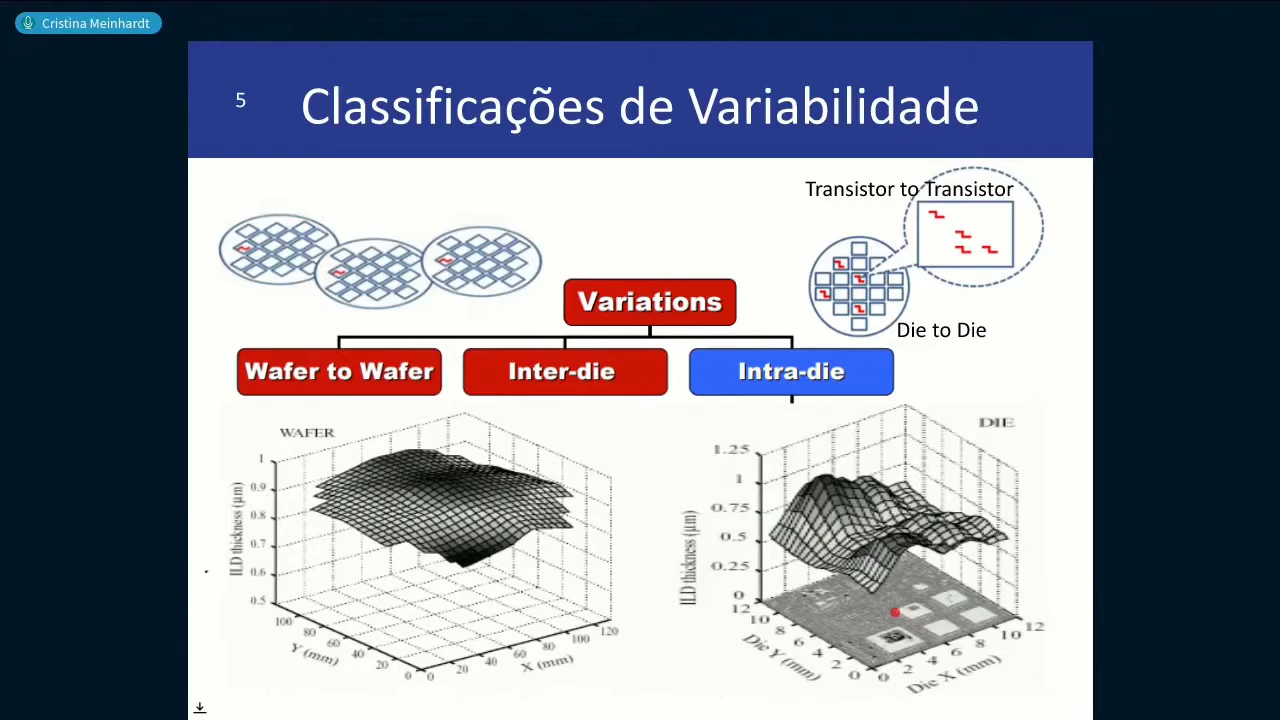 Cristina Meinhardt
5
Classificações de Variabilidade
Transistor to Transistor
Die to Die
Variations
Wafer to Wafer
Inter-die
Intra-die
WAFER
1
0.9
0.8
0.7
0.6
0.5
ILD thickness (μm)
100
80
60
40
20
0
Y (mm)
0
20
40
60
80
100
120
X (mm)
DIE
1.25
1
0.75
0.5
0.25
0
ILD thickness (μm)
12
10
8
6
4
2
0
Die Y (mm)
0
2
4
6
8
10
12
Die X (mm)